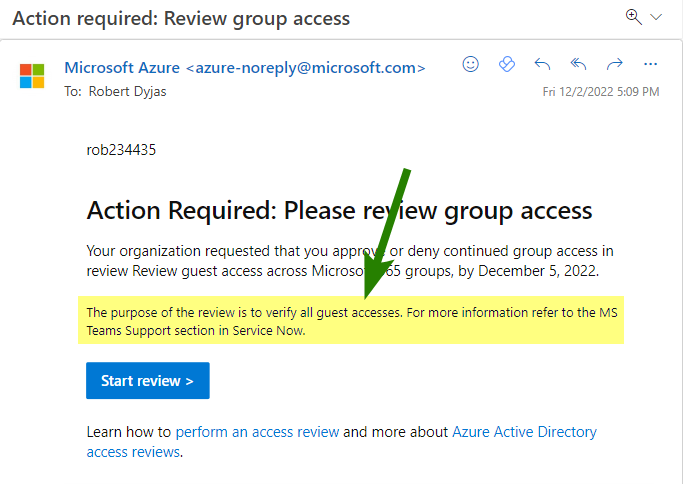 Action required: Review group access
Microsoft Azure <azure-noreply@microsoft.com>
To: Robert Dyjas
Fri 12/2/2022 5:09 PM
rob234435
Action Required: Please review group access
Your organization requested that you approve or deny continued group access in
review Review guest access across Microsoft 365 groups, by December 5, 2022.
The purpose of the review is to verify all guest accesses. For more information refer to the MS
Teams Support section in Service Now.
Start review >
Learn how to perform an access review and more about Azure Active Directory
access reviews.